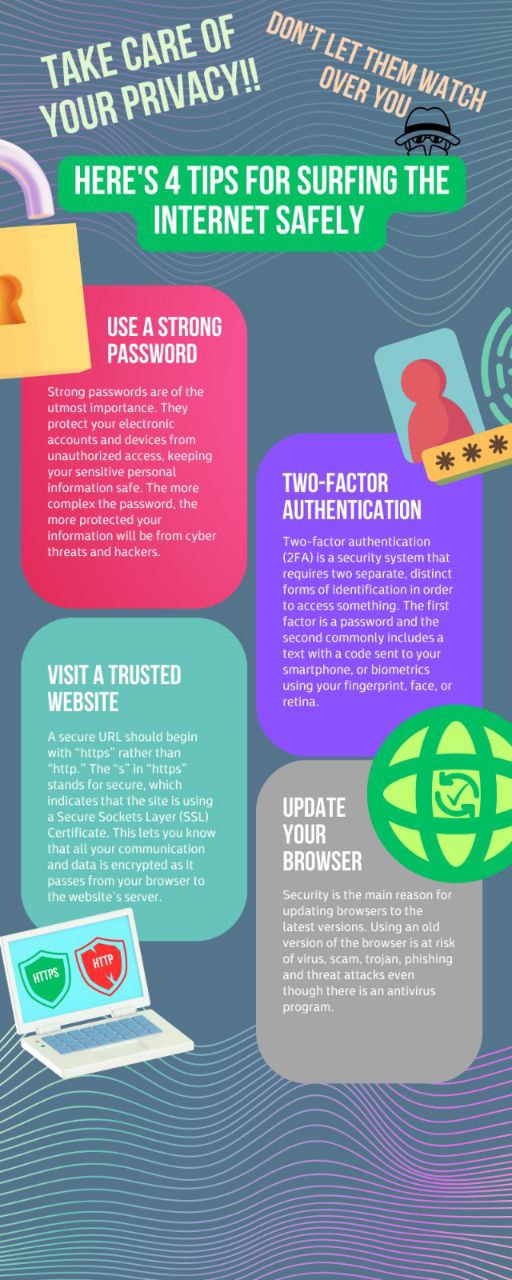 TAKE CARE OF
YOUR PRIVACY!!
DON'T LET THEM WATCH
OVER YOU
HERE'S 4 TIPS FOR SURFING THE
INTERNET SAFELY
USE A STRONG
PASSWORD
Strong passwords are of the
utmost importance. They
protect your electronic
accounts and devices from
unauthorized access, keeping
your sensitive personal
information safe. The more
complex the password, the
more protected your
information will be from cyber
threats and hackers.
***
TWO-FACTOR
AUTHENTICATION
Two-factor authentication
(2FA) is a security system that
requires two separate, distinct
forms of identification in order
to access something. The first
factor is a password and the
second commonly includes a
text with a code sent to your
smartphone, or biometrics
using your fingerprint, face, or
retina.
VISIT A TRUSTED
WEBSITE
A secure URL should begin
with “https” rather than
“http.” The “s” in “https”
stands for secure, which
indicates that the site is using
a Secure Sockets Layer (SSL)
Certificate. This lets you know
that all your communication
and data is encrypted as it
passes from your browser to
the website’s server.
HTTPS
HTTP
UPDATE
YOUR
BROWSER
Security is the main reason for
updating browsers to the
latest versions. Using an old
version of the browser is at risk
of virus, scam, trojan, phishing
and threat attacks even
though there is an antivirus
program.